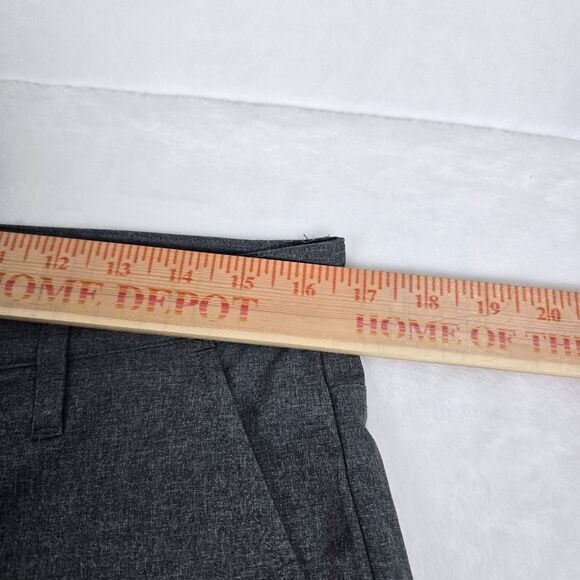 12 13 14 15 16 17 18 19 20
HOME DEPOT HOME OF THE